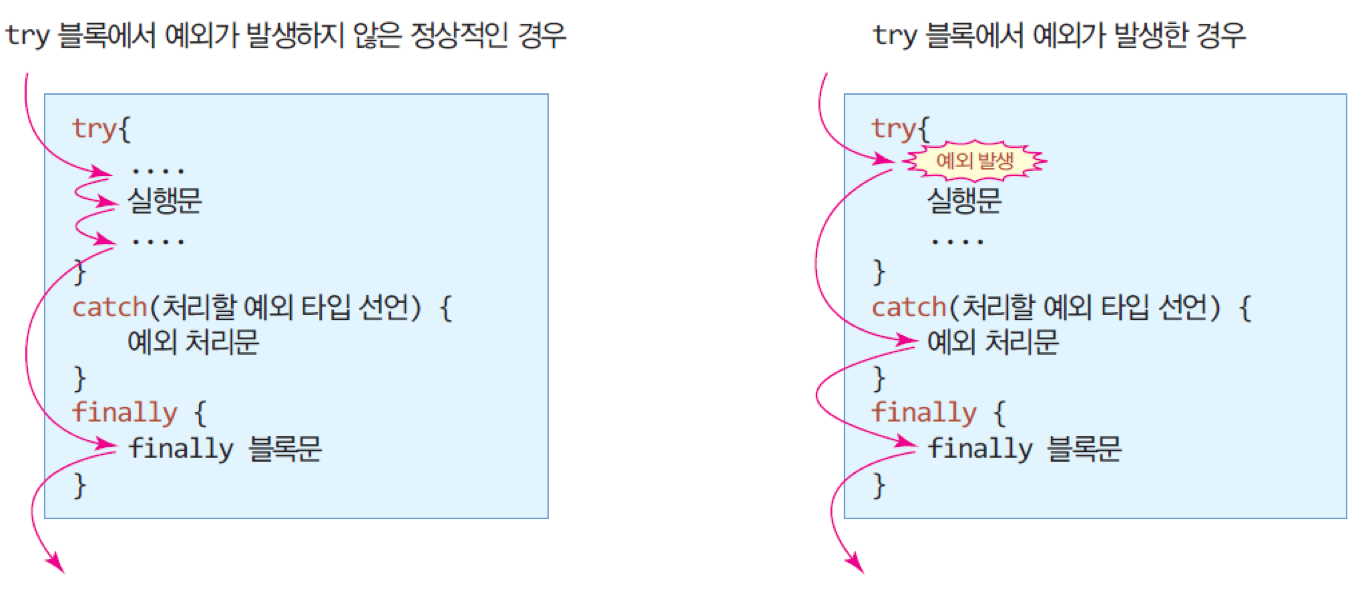 try 블록에서 예외가 발생하지 않은 정상적인 경우
try{
....
실행문
....
}
catch(처리할 예외 타입 선언) {
예외 처리문
}
finally {
finally 블록문
}
try 블록에서 예외가 발생한 경우
try{
예외 발생
실행문
....
}
catch(처리할 예외 타입 선언) {
예외 처리문
}
finally {
finally 블록문
}